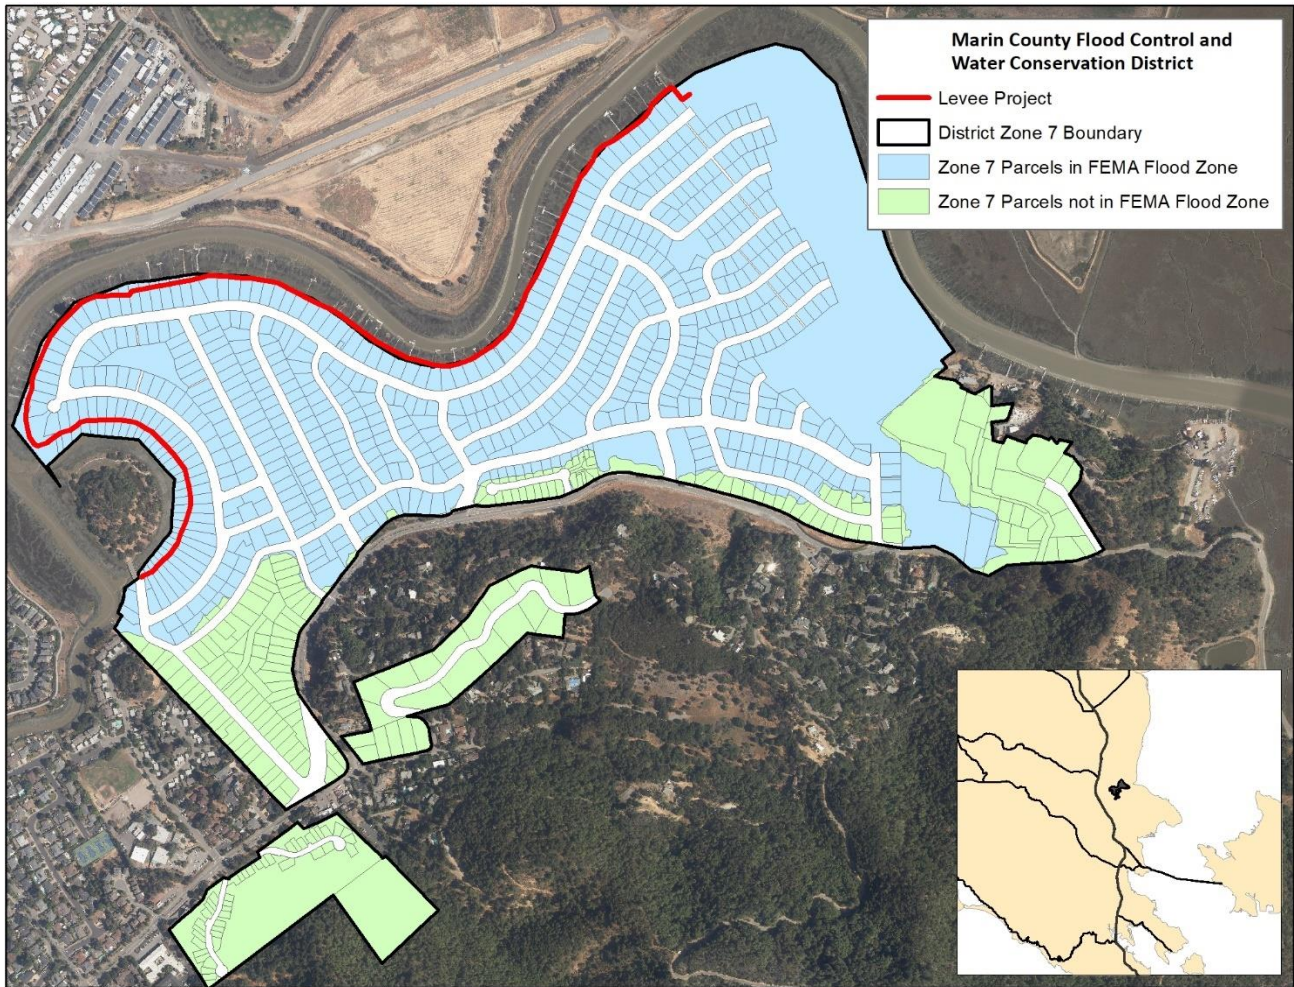 Marin County Flood Control and
Water Conservation District
Levee Project
District Zone 7 Boundary
Zone 7 Parcels in FEMA Flood Zone
Zone 7 Parcels not in FEMA Flood Zone